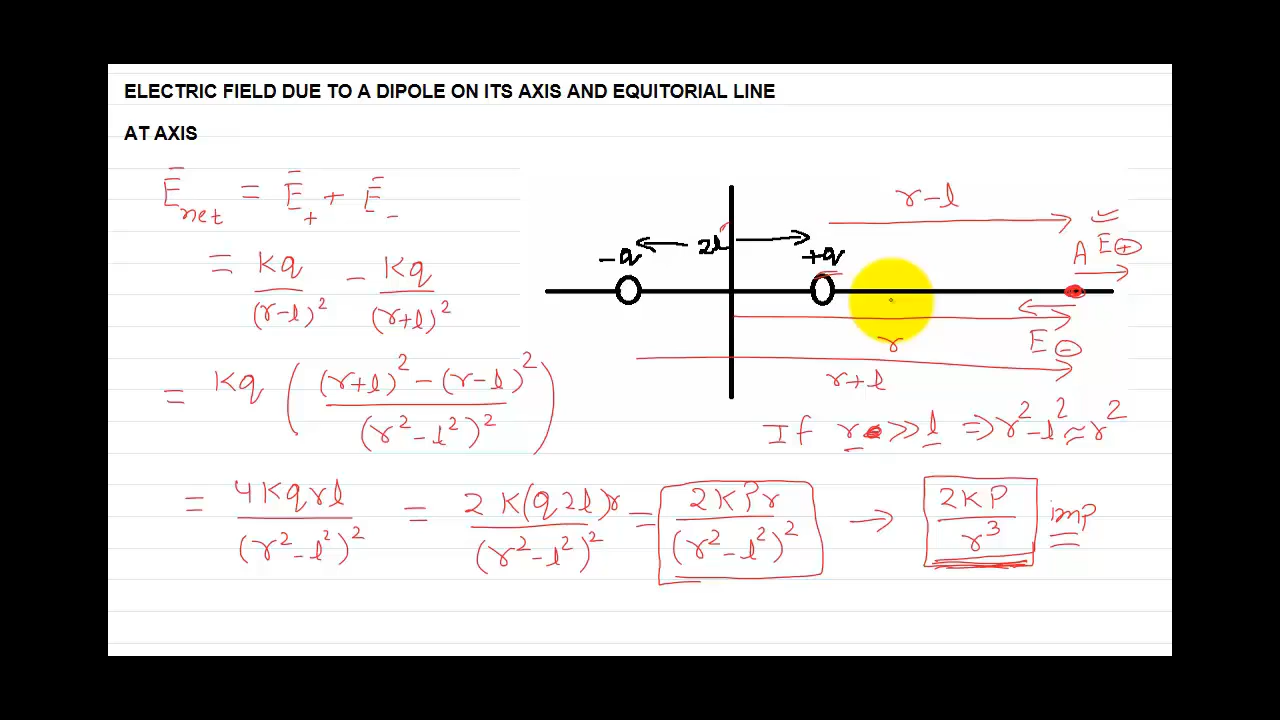 ELECTRIC FIELD DUE TO A DIPOLE ON ITS AXIS AND EQUITORIAL LINE
AT AXIS
E̅net = E̅+ + E̅-
= Kq/(r-l)² - Kq/(r+l)²
= Kq ( ((r+l)² - (r-l)²)/(r²-l²)² )
= 4Kqrl/(r²-l²)² = 2K(q2l)r/(r²-l²)² = 2KPr/(r²-l²)² → 2KP/r³ imp
r-l
-q 2l +q A E⊕
E⊖
r
r+l
If r >> l ⇒ r²-l² ≈ r²